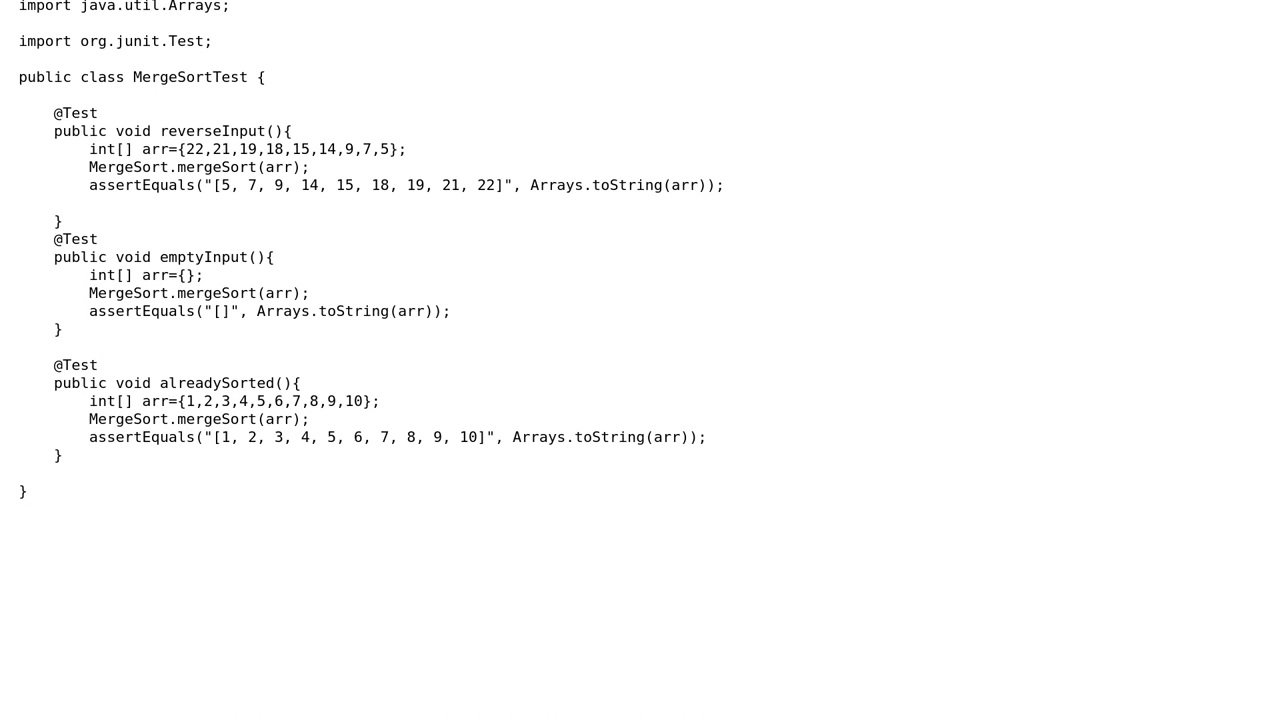 import java.util.Arrays;

import org.junit.Test;

public class MergeSortTest {

    @Test
    public void reverseInput(){
        int[] arr={22,21,19,18,15,14,9,7,5};
        MergeSort.mergeSort(arr);
        assertEquals("[5, 7, 9, 14, 15, 18, 19, 21, 22]", Arrays.toString(arr));

    }
    @Test
    public void emptyInput(){
        int[] arr={};
        MergeSort.mergeSort(arr);
        assertEquals("[]", Arrays.toString(arr));
    }

    @Test
    public void alreadySorted(){
        int[] arr={1,2,3,4,5,6,7,8,9,10};
        MergeSort.mergeSort(arr);
        assertEquals("[1, 2, 3, 4, 5, 6, 7, 8, 9, 10]", Arrays.toString(arr));
    }

}